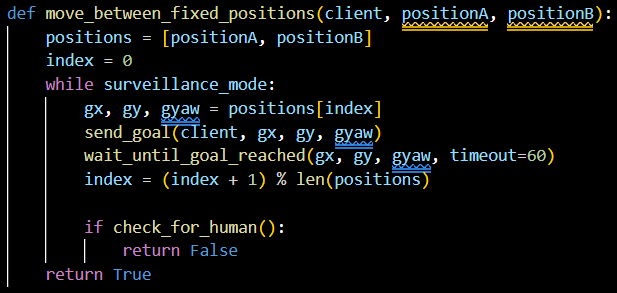 def move_between_fixed_positions(client, positionA, positionB):
    positions = [positionA, positionB]
    index = 0
    while surveillance_mode:
        gx, gy, gyaw = positions[index]
        send_goal(client, gx, gy, gyaw)
        wait_until_goal_reached(gx, gy, gyaw, timeout=60)
        index = (index + 1) % len(positions)

        if check_for_human():
            return False
    return True